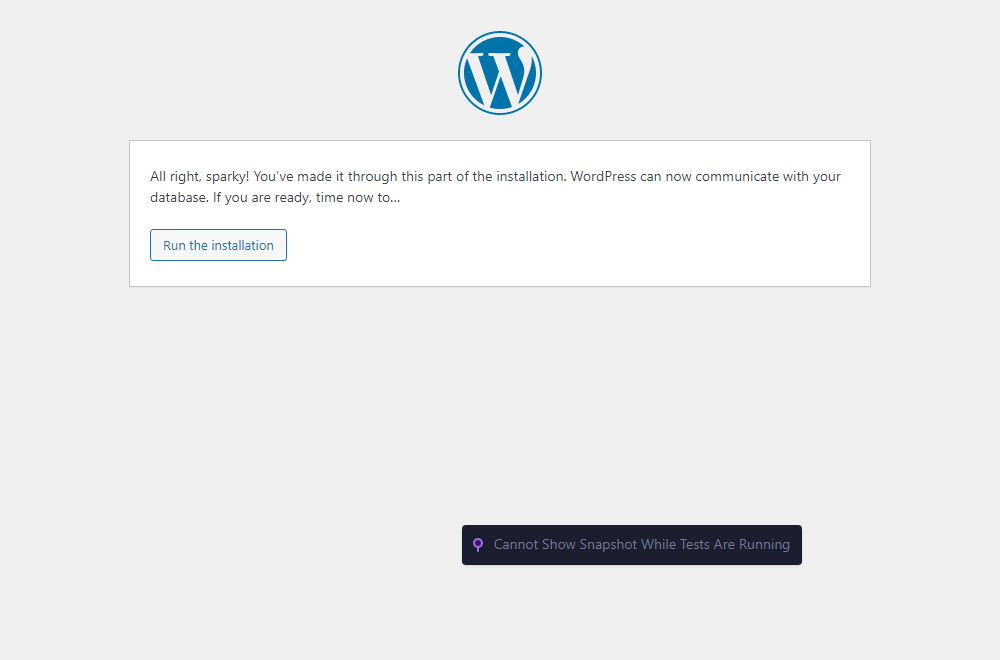 W
All right, sparky! You’ve made it through this part of the installation. WordPress can now communicate with your
database. If you are ready, time now to…
Run the installation
Cannot Show Snapshot While Tests Are Running